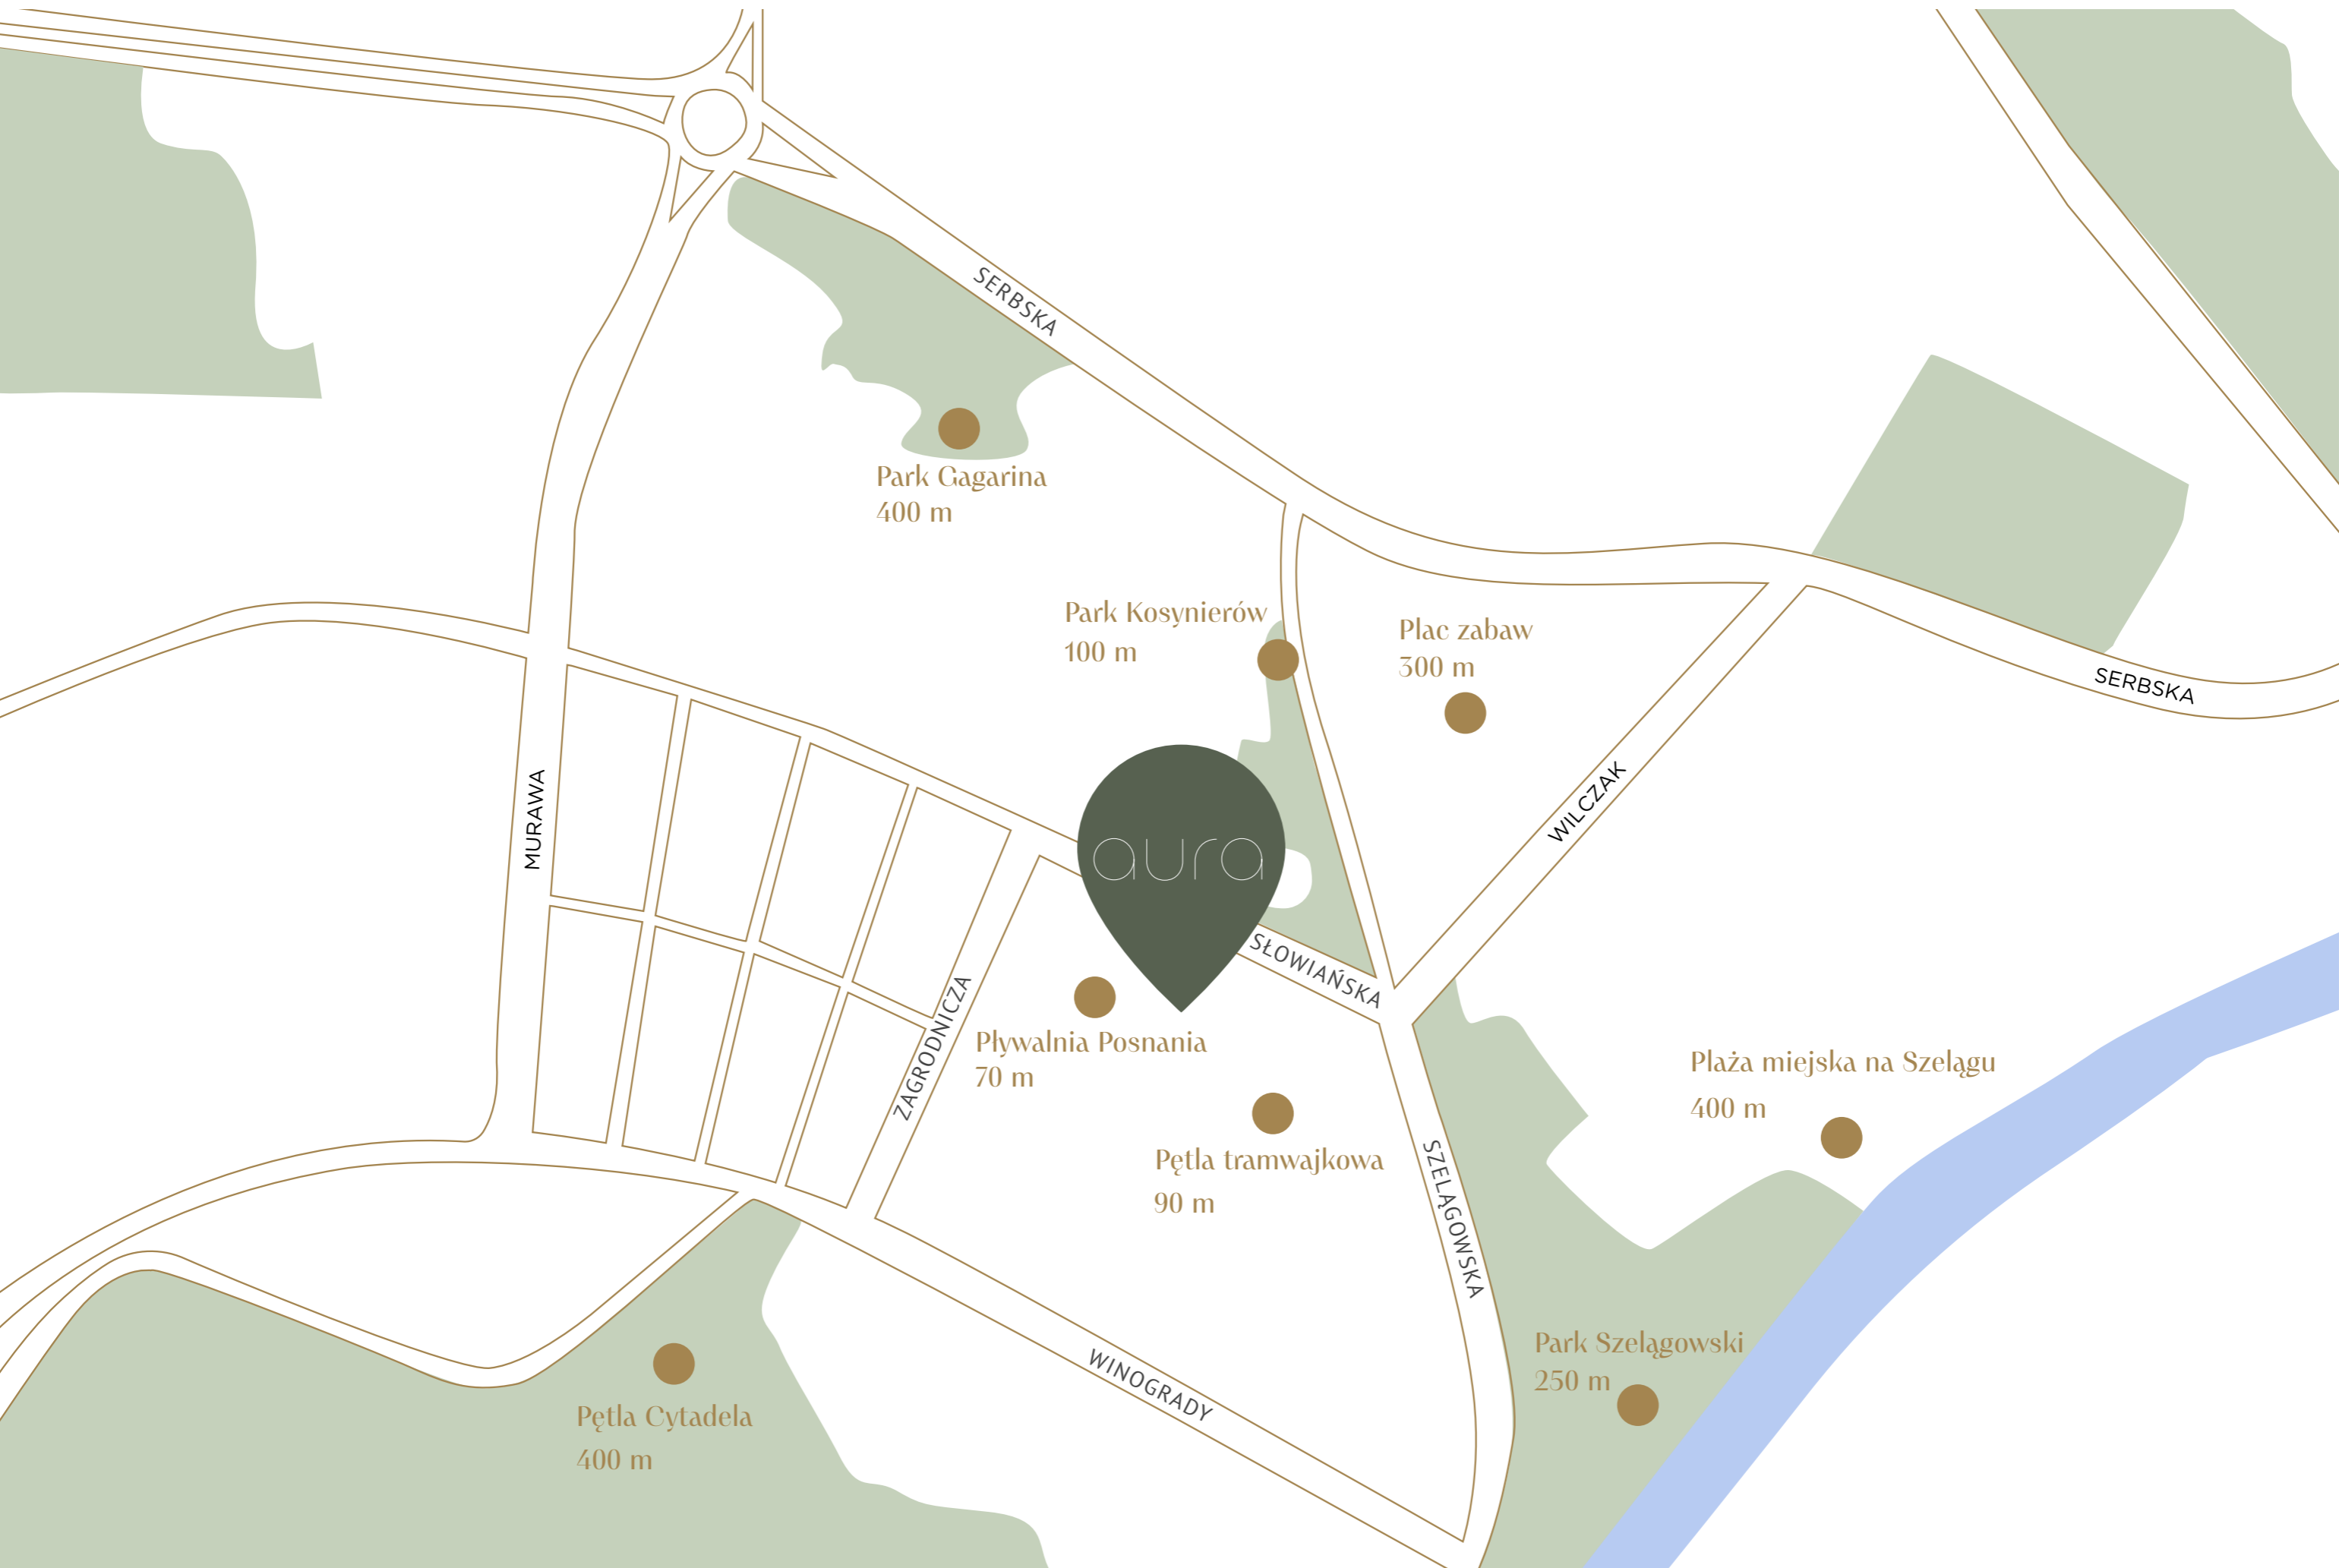 SERBSKA
Park Gagarina
400 m
Park Kosynierów
100 m
Plac zabaw
300 m
SERBSKA
MURAWA
WILCZAK
aura
SŁOWIAŃSKA
ZAGRODNICZA
Pływalnia Posnania
70 m
Plaża miejska na Szelągu
400 m
Pętla tramwajkowa
90 m
SZELĄGOWSKA
Park Szelągowski
250 m
WINOGRADY
Pętla Cytadela
400 m